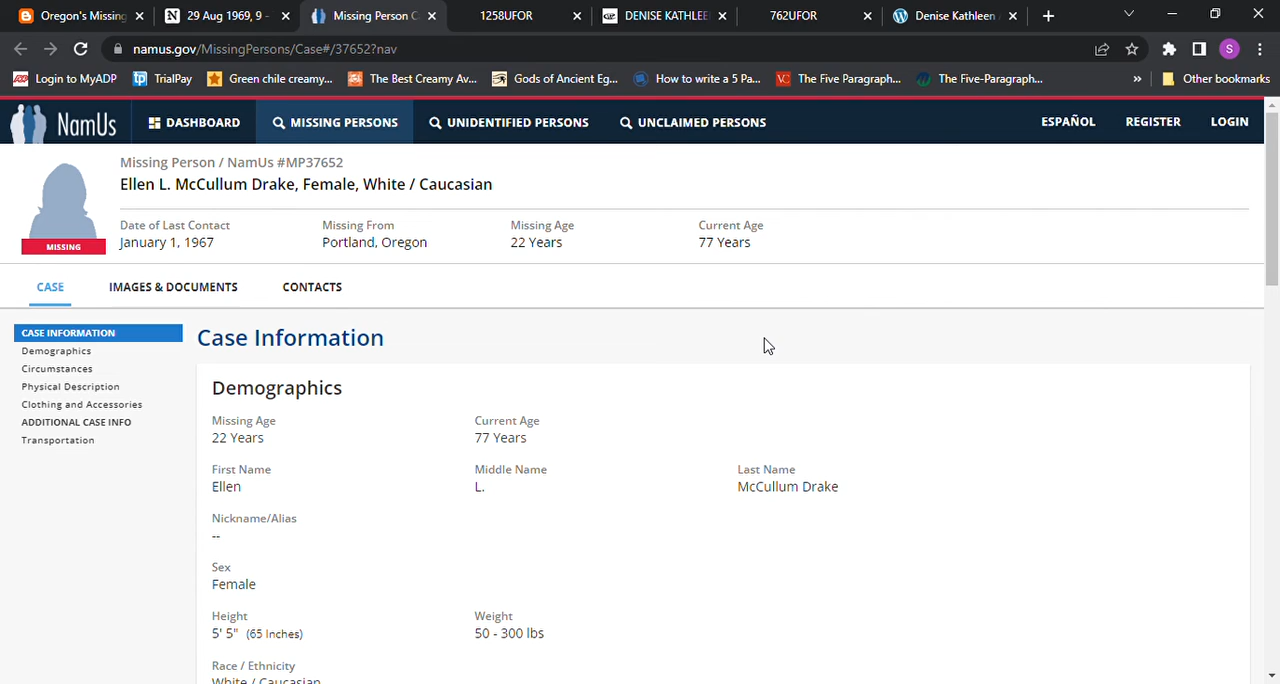 Oregon's Missing
29 Aug 1969, 9 -
Missing Person C
1258UFOR
DENISE KATHLEE
762UFOR
Denise Kathleen
namus.gov/MissingPersons/Case#/37652?nav
S
Login to MyADP
TrialPay
Green chile creamy...
The Best Creamy Av...
Gods of Ancient Eg...
How to write a 5 Pa...
The Five Paragraph...
The Five-Paragraph...
»
Other bookmarks
NamUs
DASHBOARD
MISSING PERSONS
UNIDENTIFIED PERSONS
UNCLAIMED PERSONS
ESPAÑOL
REGISTER
LOGIN
Missing Person / NamUs #MP37652
Ellen L. McCullum Drake, Female, White / Caucasian
MISSING
Date of Last Contact
January 1, 1967
Missing From
Portland, Oregon
Missing Age
22 Years
Current Age
77 Years
CASE
IMAGES & DOCUMENTS
CONTACTS
CASE INFORMATION
Demographics
Circumstances
Physical Description
Clothing and Accessories
ADDITIONAL CASE INFO
Transportation
Case Information
Demographics
Missing Age
22 Years
Current Age
77 Years
First Name
Ellen
Middle Name
L.
Last Name
McCullum Drake
Nickname/Alias
--
Sex
Female
Height
5' 5" (65 Inches)
Weight
50 - 300 lbs
Race / Ethnicity
White / Caucasian